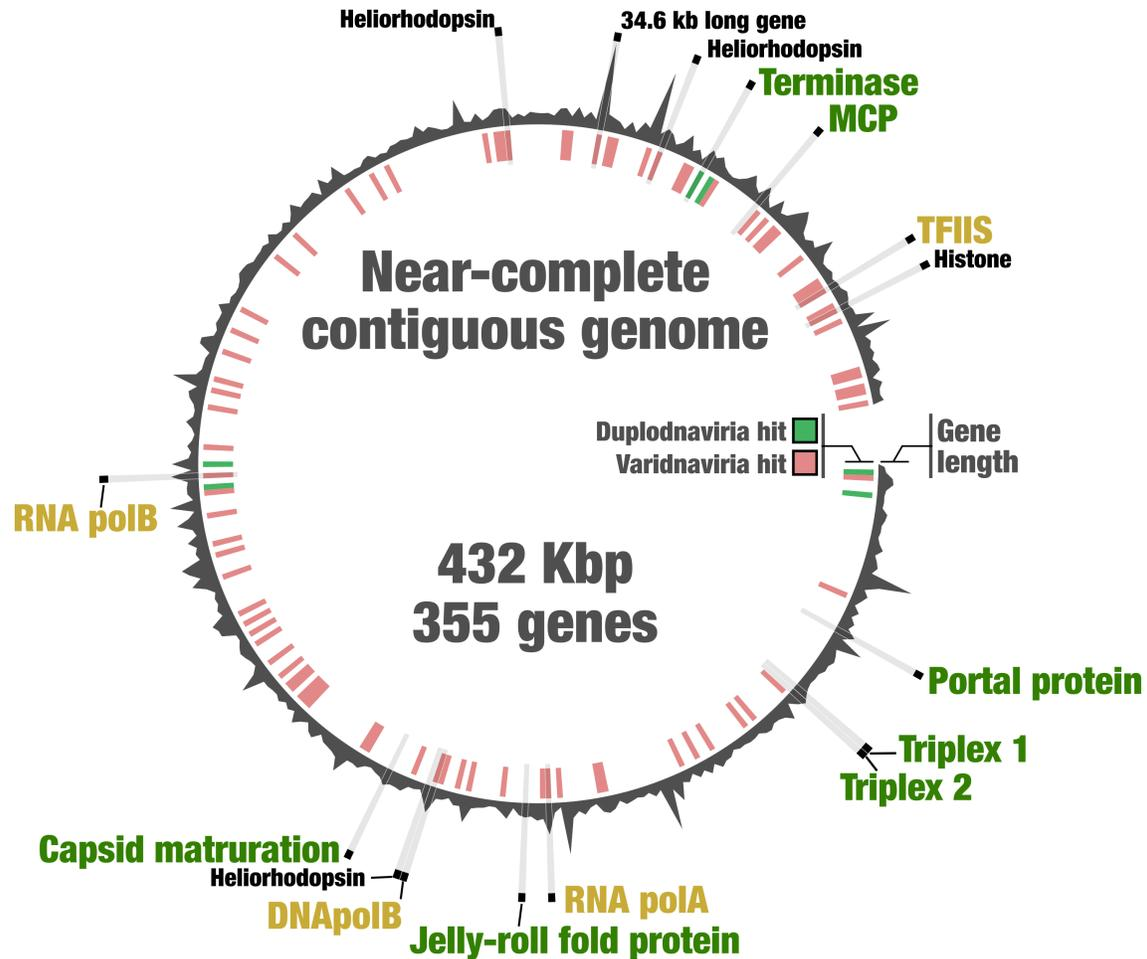 Heliorhodopsin
34.6 kb long gene
Heliorhodopsin
Terminase
MCP
TFIIS
Histone
Near-complete
contiguous genome
Duplodnaviria hit
Varidnaviria hit
Gene
length
RNA polB
432 Kbp
355 genes
Portal protein
Triplex 1
Triplex 2
Capsid matruration
Heliorhodopsin
DNApolB
RNA polA
Jelly-roll fold protein